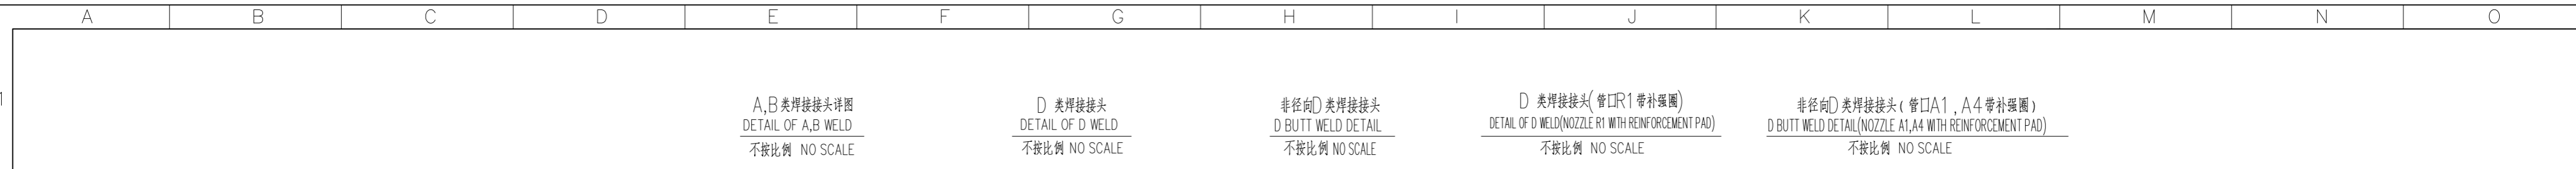 A B C D E F G H I J K L M N O
1
A,B类焊接接头详图
DETAIL OF A,B WELD
不按比例 NO SCALE
D 类焊接接头
DETAIL OF D WELD
不按比例 NO SCALE
非径向D类焊接接头
D BUTT WELD DETAIL
不按比例 NO SCALE
D 类焊接接头(管口R1带补强圈)
DETAIL OF D WELD(NOZZLE R1 WITH REINFORCEMENT PAD)
不按比例 NO SCALE
非径向D类焊接接头(管口A1,A4带补强圈)
D BUTT WELD DETAIL(NOZZLE A1,A4 WITH REINFORCEMENT PAD)
不按比例 NO SCALE